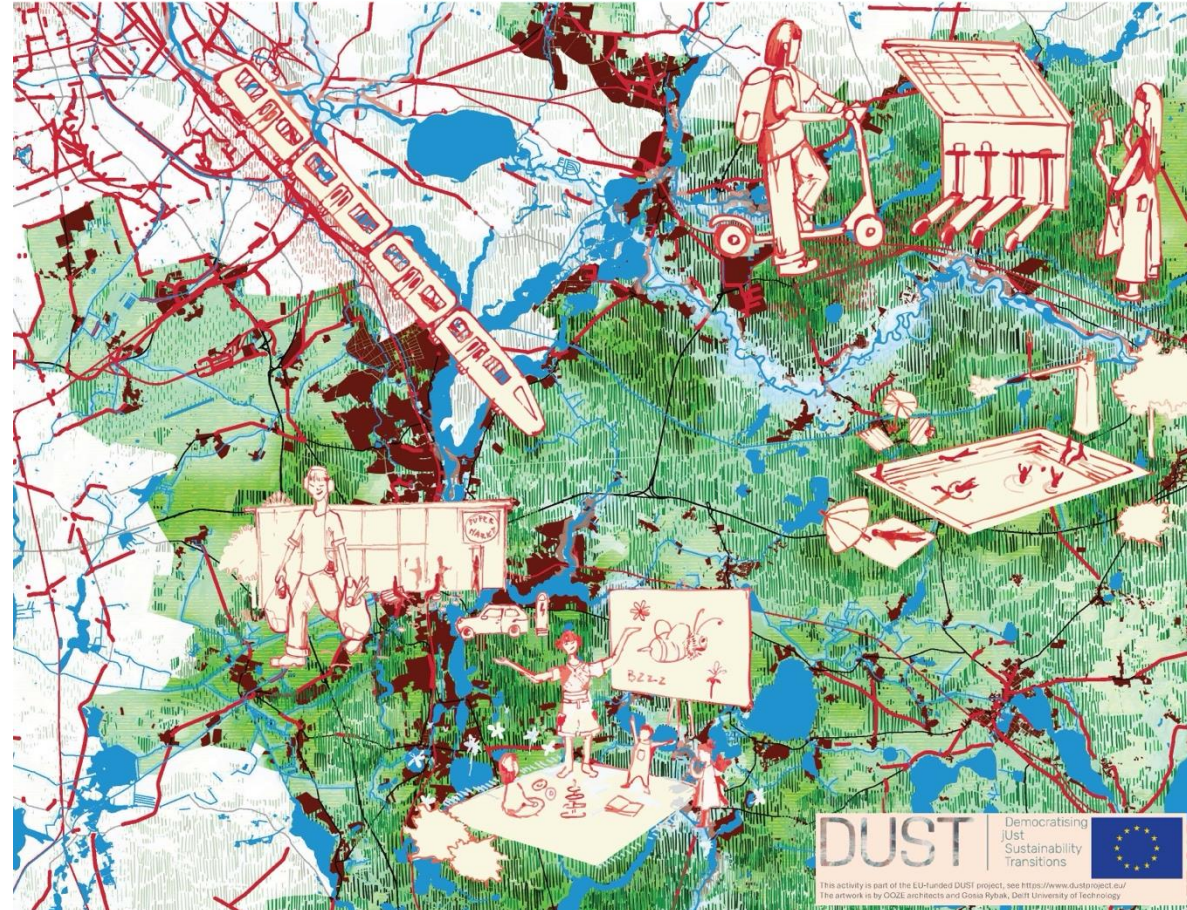 SUPER
MARKT
BZZ-Z
DUST
Democratising
jUst
Sustainability
Transitions
This activity is part of the EU-funded DUST project, see https://www.dustproject.eu/
The artwork is by OOZE architects and Gosia Rybak, Delft University of Technology